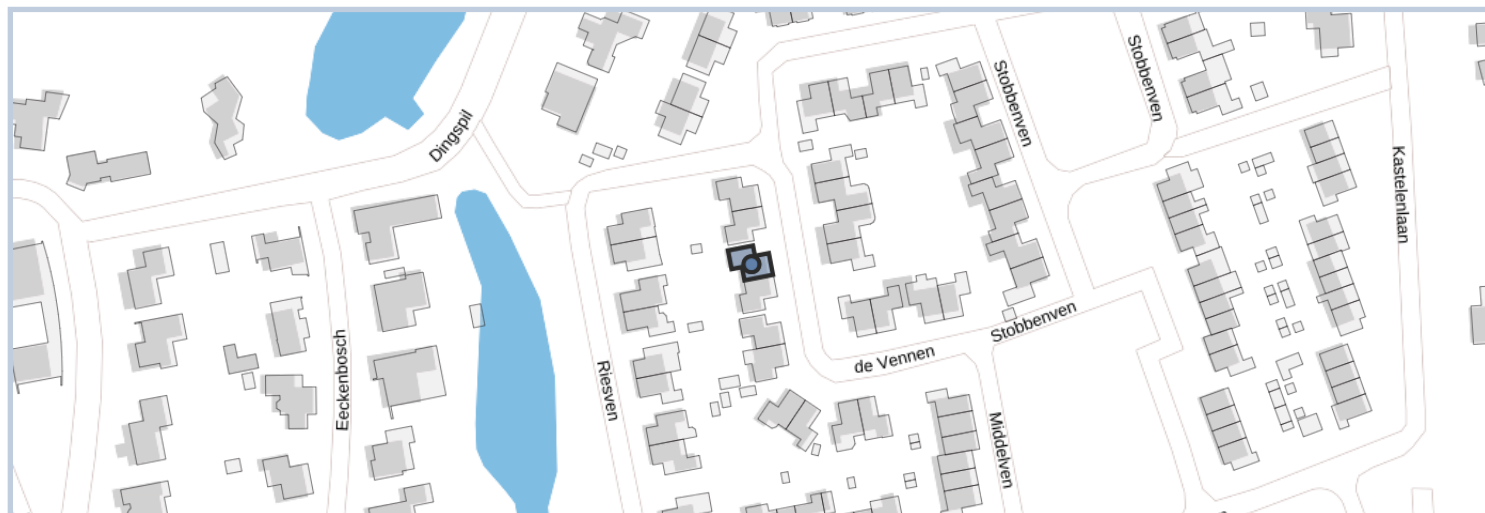 Dingspil
Stobbenven
Stobbenven
Kastelenlaan
Eeckenbosch
Riesven
de Vennen
Stobbenven
Middelven